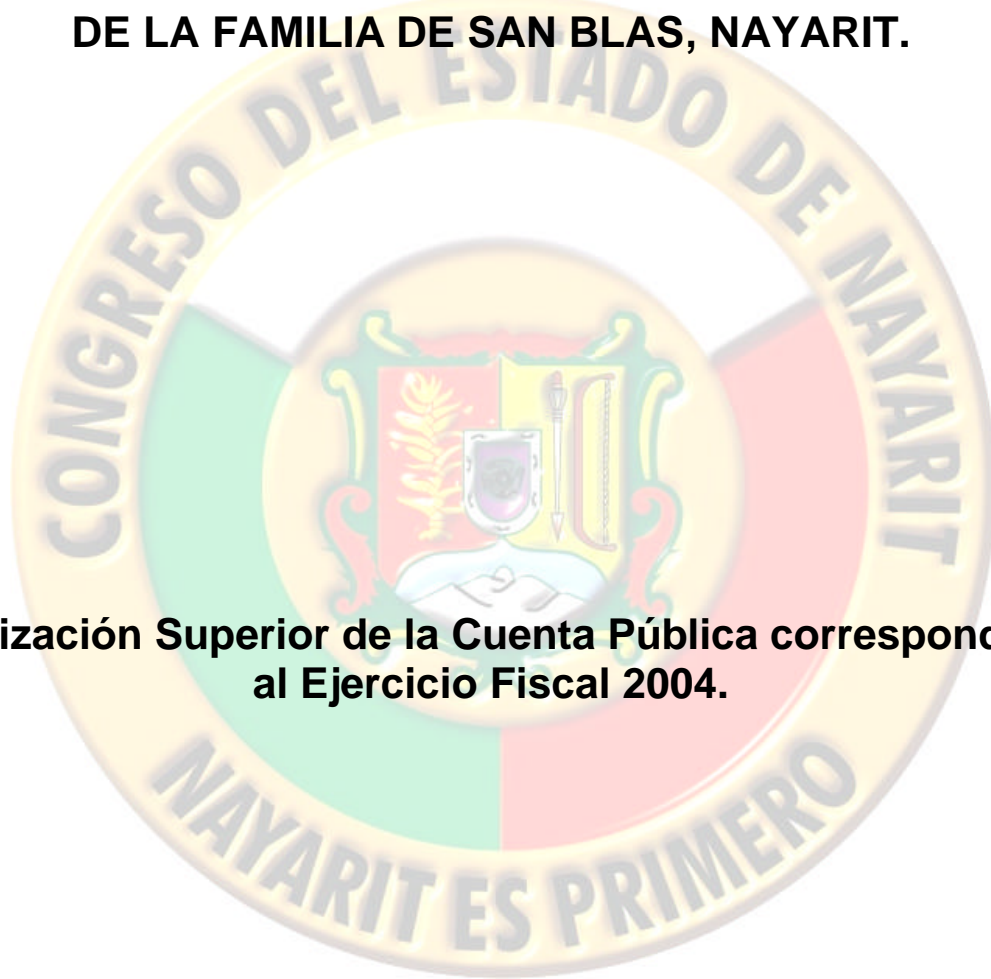 DE LA FAMILIA DE SAN BLAS, NAYARIT.
CONGRESO DEL ESTADO DE NAYARIT
ización Superior de la Cuenta Pública correspond
al Ejercicio Fiscal 2004.
NAYARIT ES PRIMERO